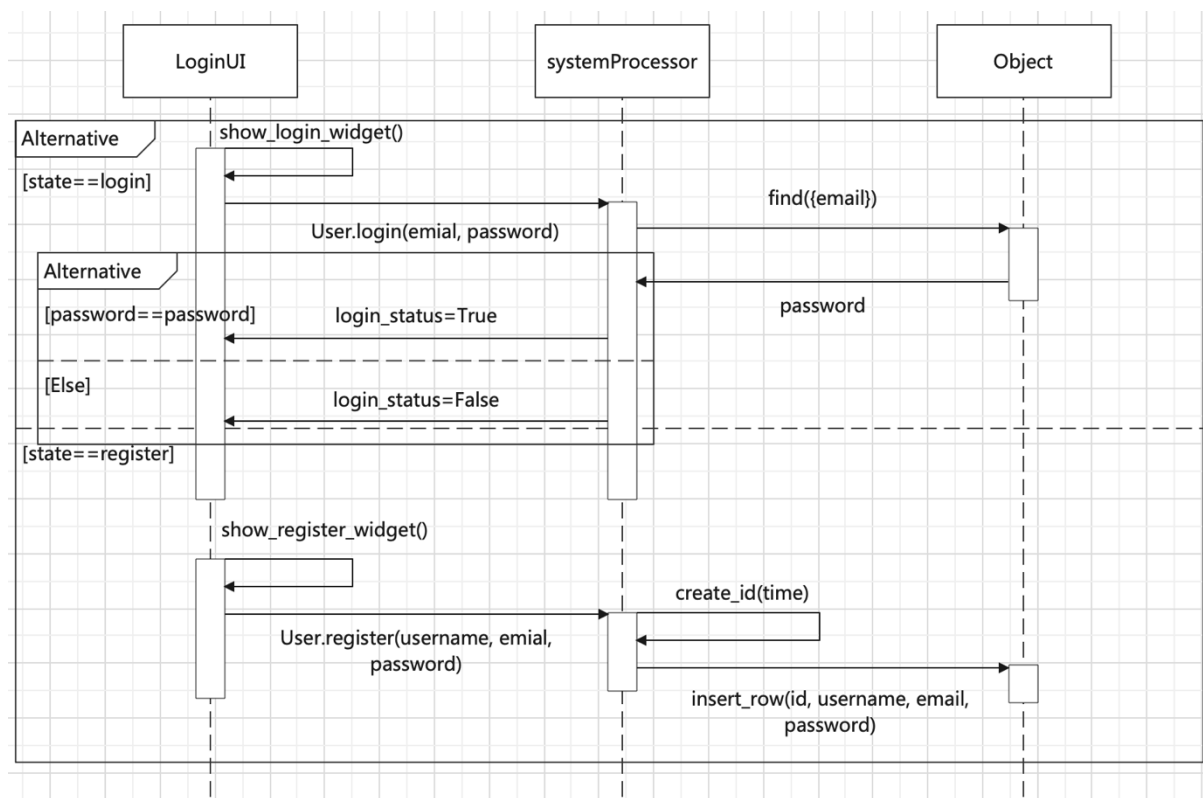 LoginUI
systemProcessor
Object
Alternative
show_login_widget()
[state==login]
find({email})
User.login(emial, password)
Alternative
password
[password==password]
login_status=True
[Else]
login_status=False
[state==register]
show_register_widget()
create_id(time)
User.register(username, emial,
password)
insert_row(id, username, email,
password)